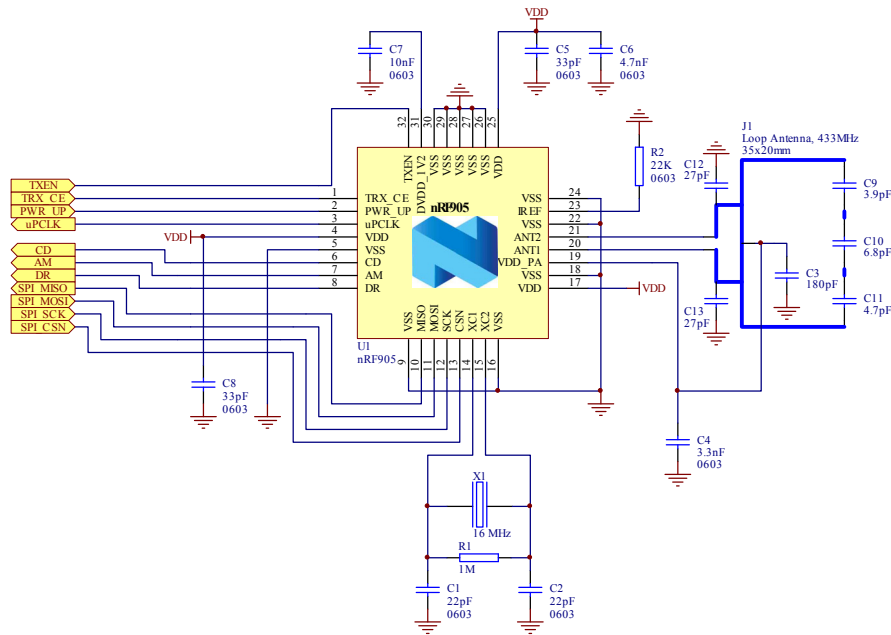 VDD
C7
10nF
0603
C5
33pF
0603
C6
4.7nF
0603
32
31
30
29
28
27
26
25
TXEN
DVDD_1V2
VSS
VSS
VSS
VSS
VSS
VDD
R2
22K
0603
J1
Loop Antenna, 433MHz
35x20mm
C12
27pF
C9
3.9pF
C10
6.8pF
C11
4.7pF
C3
180pF
C13
27pF
TXEN
TRX_CE
PWR_UP
uPCLK
CD
AM
DR
SPI_MISO
SPI_MOSI
SPI_SCK
SPI_CSN
VDD
1
2
3
4
5
6
7
8
TRX_CE
PWR_UP
uPCLK
VDD
VSS
CD
AM
DR
nRF905
VSS
IREF
VSS
ANT2
ANT1
VDD_PA
VSS
VDD
24
23
22
21
20
19
18
17
VDD
VSS
MISO
MOSI
SCK
CSN
XC1
XC2
VSS
9
10
11
12
13
14
15
16
U1
nRF905
C8
33pF
0603
C4
3.3nF
0603
X1
16 MHz
R1
1M
C1
22pF
0603
C2
22pF
0603